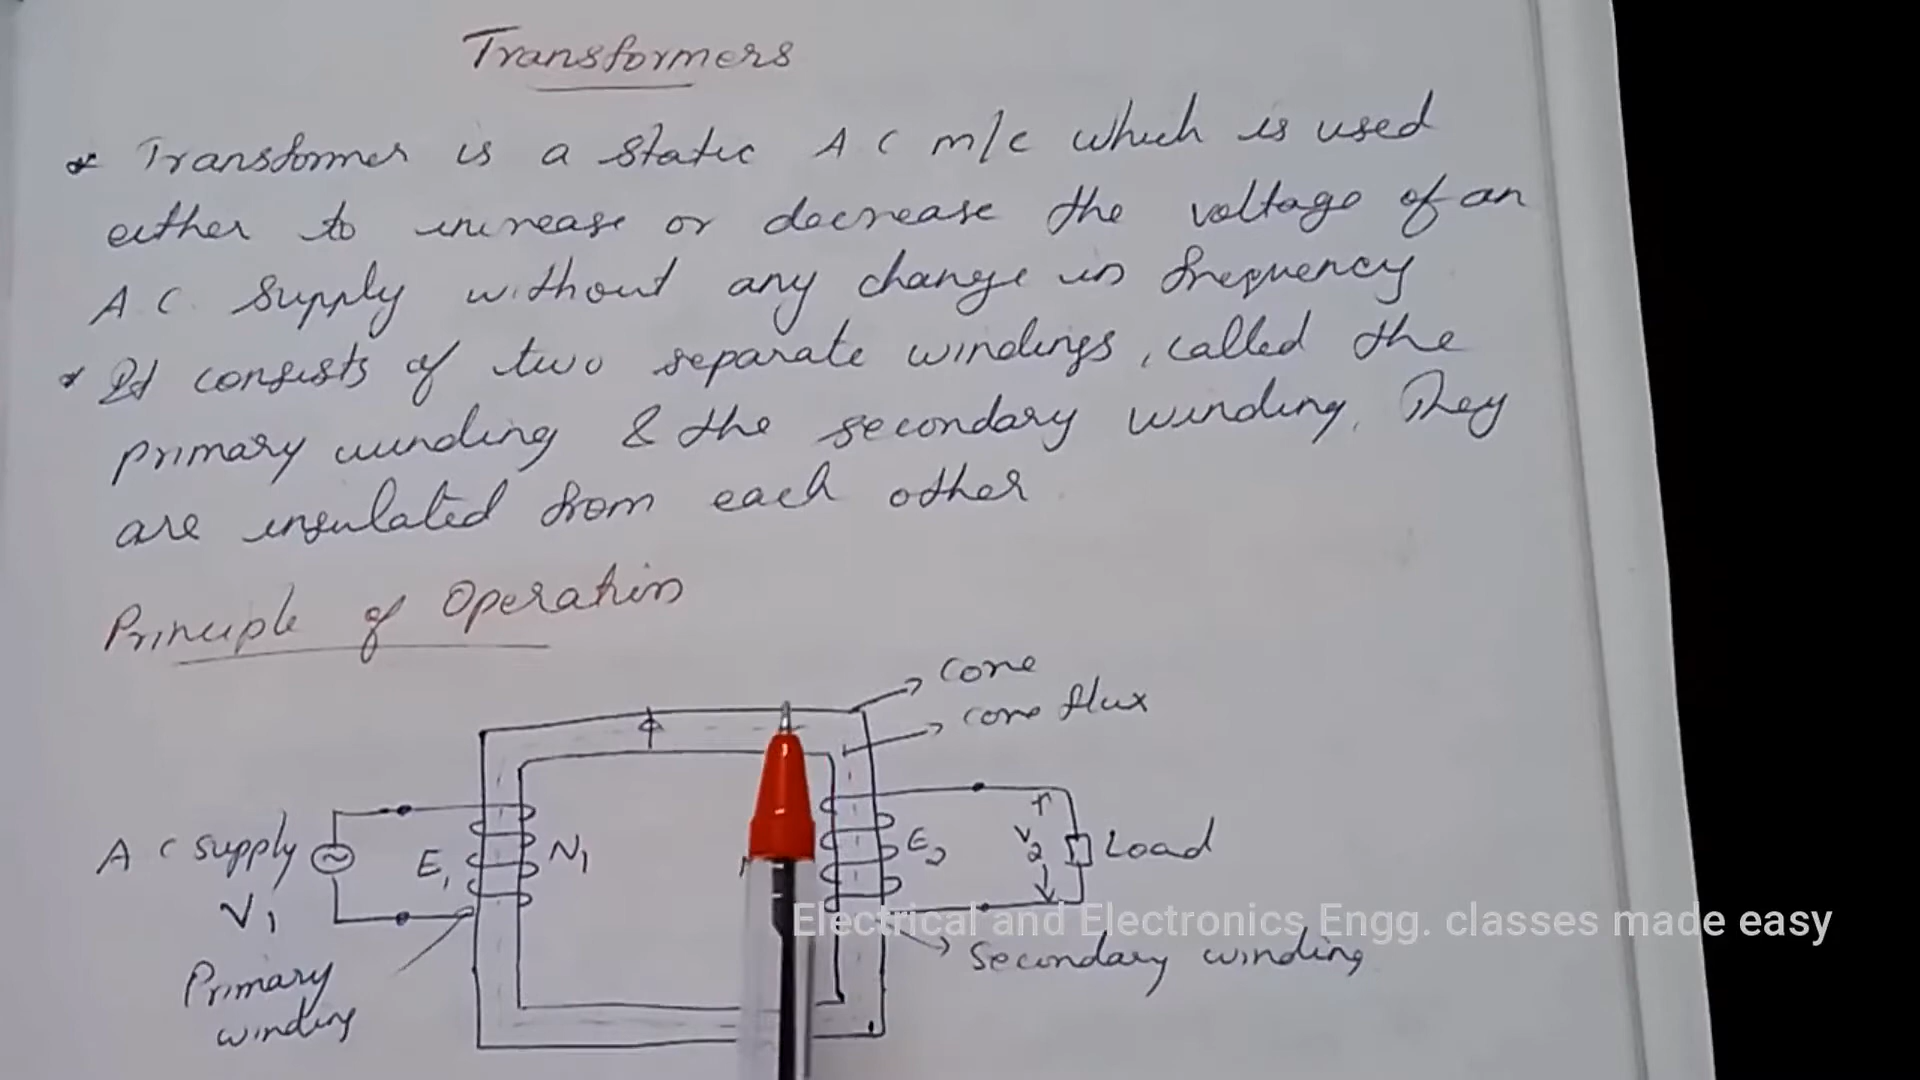 Transformers
* Transformer is a static AC m/c which is used
either to increase or decrease the voltage of an
A.C. supply without any change in frequency
* It consists of two separate windings, called the
primary winding & the secondary winding. They
are insulated from each other
Principle of Operation
core
core flux
AC supply
V1
E1
N1
E2
V2
+
Load
Electrical and Electronics Engg. classes made easy
Secondary winding
Primary
winding